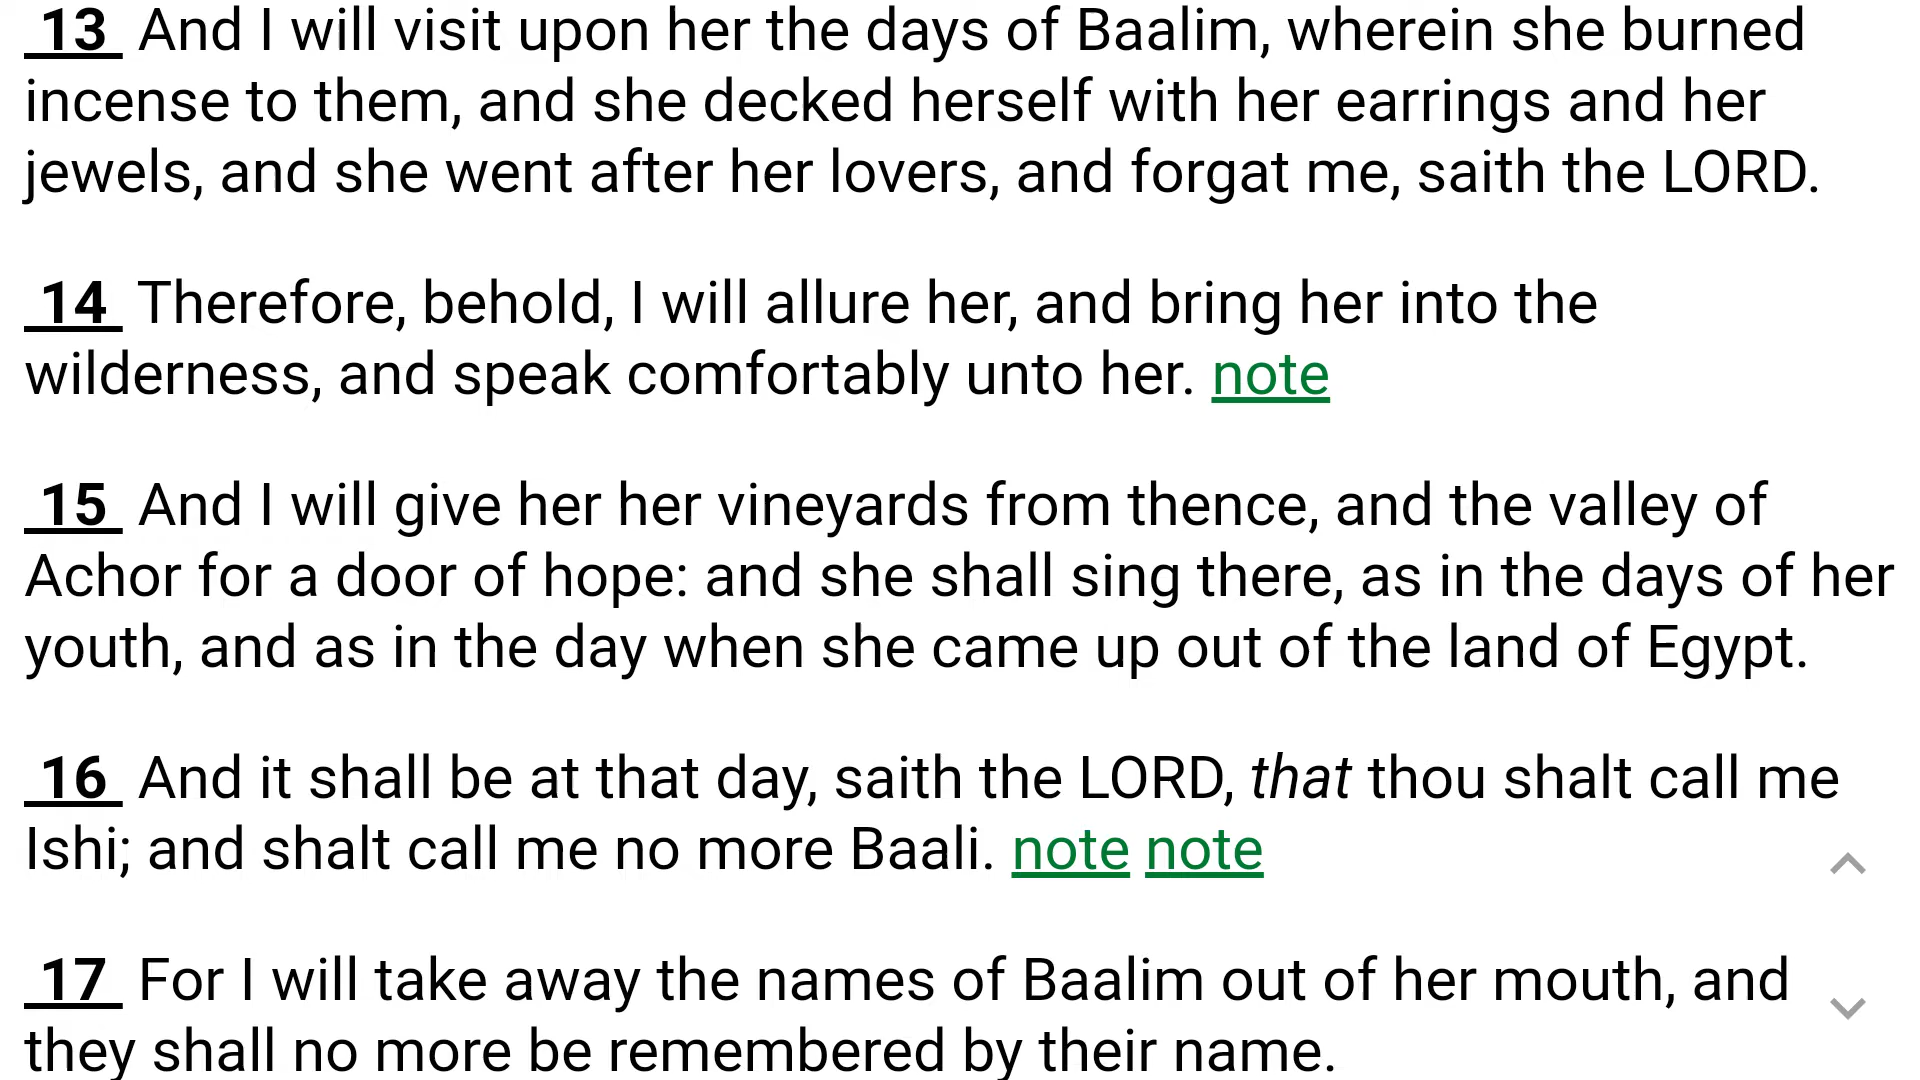 13 And I will visit upon her the days of Baalim, wherein she burned
incense to them, and she decked herself with her earrings and her
jewels, and she went after her lovers, and forgat me, saith the LORD.
14 Therefore, behold, I will allure her, and bring her into the
wilderness, and speak comfortably unto her. note
15 And I will give her her vineyards from thence, and the valley of
Achor for a door of hope: and she shall sing there, as in the days of her
youth, and as in the day when she came up out of the land of Egypt.
16 And it shall be at that day, saith the LORD, that thou shalt call me
Ishi; and shalt call me no more Baali. note note
17 For I will take away the names of Baalim out of her mouth, and
they shall no more be remembered by their name.